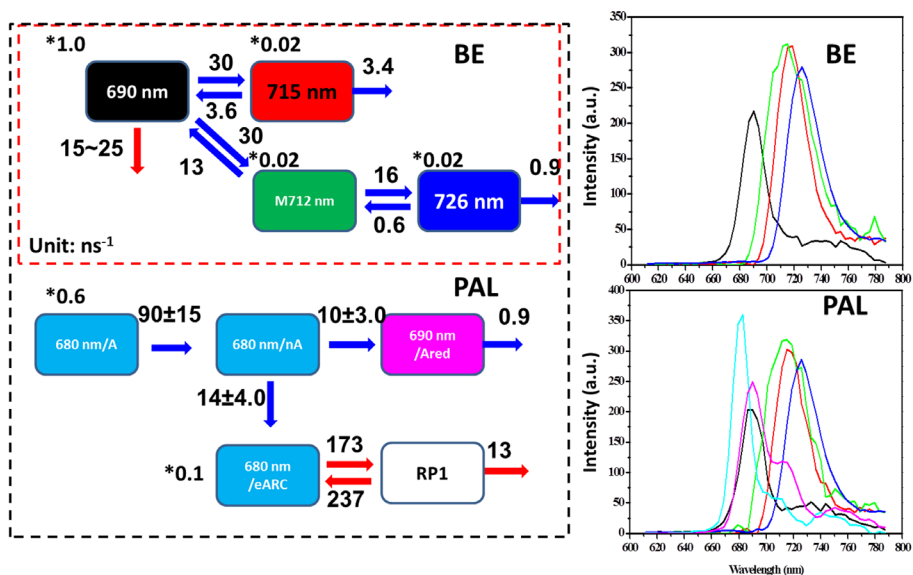 *1.0
*0.02
BE
30
3.4
690 nm
715 nm
3.6
30
15~25
13
*0.02
*0.02
16
0.9
M712 nm
726 nm
0.6
Unit: ns-1
PAL
*0.6
90±15
10±3.0
0.9
680 nm/A
680 nm/nA
690 nm
/Ared
14±4.0
*0.1
680 nm
/eARC
173
237
RP1
13
BE
Intensity (a.u.)
350
300
250
200
150
100
50
0
600 620 640 660 680 700 720 740 760 780 800
PAL
Intensity (a.u.)
400
350
300
250
200
150
100
50
0
600 620 640 660 680 700 720 740 760 780 800
Wavelength (nm)